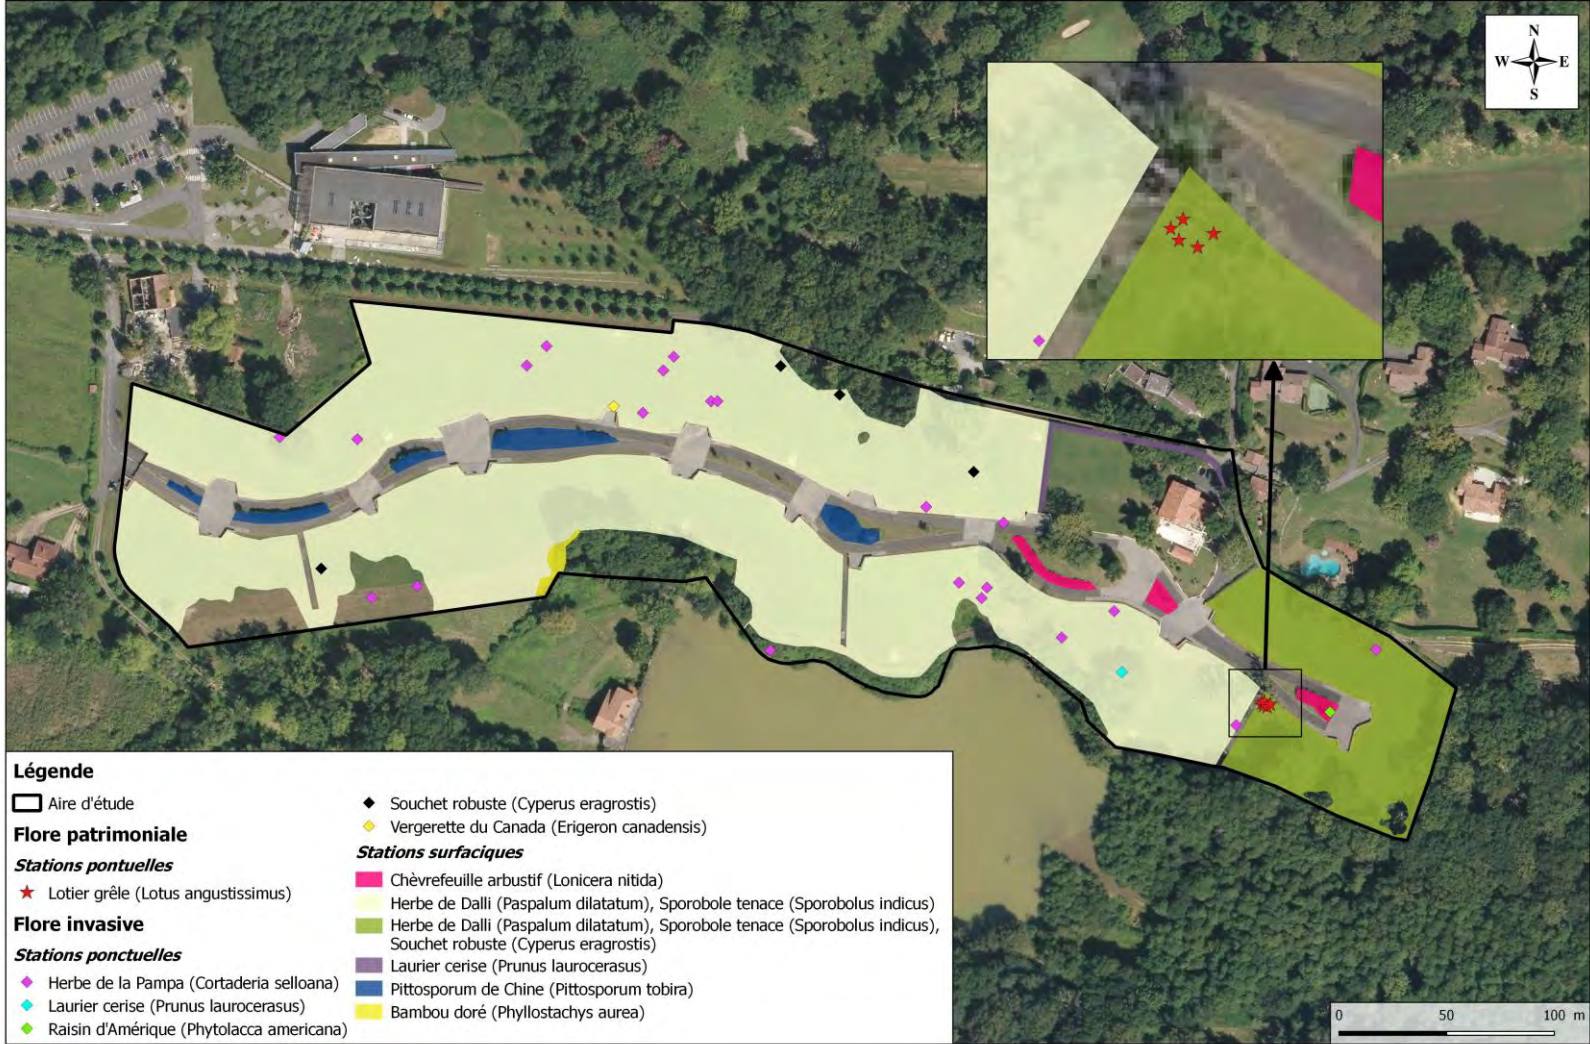 N
W E
S
Légende
Aire d'étude
Flore patrimoniale
Stations pontuelles
Lotier grêle (Lotus angustissimus)
Flore invasive
Stations ponctuelles
Herbe de la Pampa (Cortaderia selloana)
Laurier cerise (Prunus laurocerasus)
Raisin d'Amérique (Phytolacca americana)
Souchet robuste (Cyperus eragrostis)
Vergerette du Canada (Erigeron canadensis)
Stations surfaciques
Chèvrefeuille arbustif (Lonicera nitida)
Herbe de Dalli (Paspalum dilatatum), Sporobole tenace (Sporobolus indicus)
Herbe de Dalli (Paspalum dilatatum), Sporobole tenace (Sporobolus indicus),
Souchet robuste (Cyperus eragrostis)
Laurier cerise (Prunus laurocerasus)
Pittosporum de Chine (Pittosporum tobira)
Bambou doré (Phyllostachys aurea)
0 50 100 m